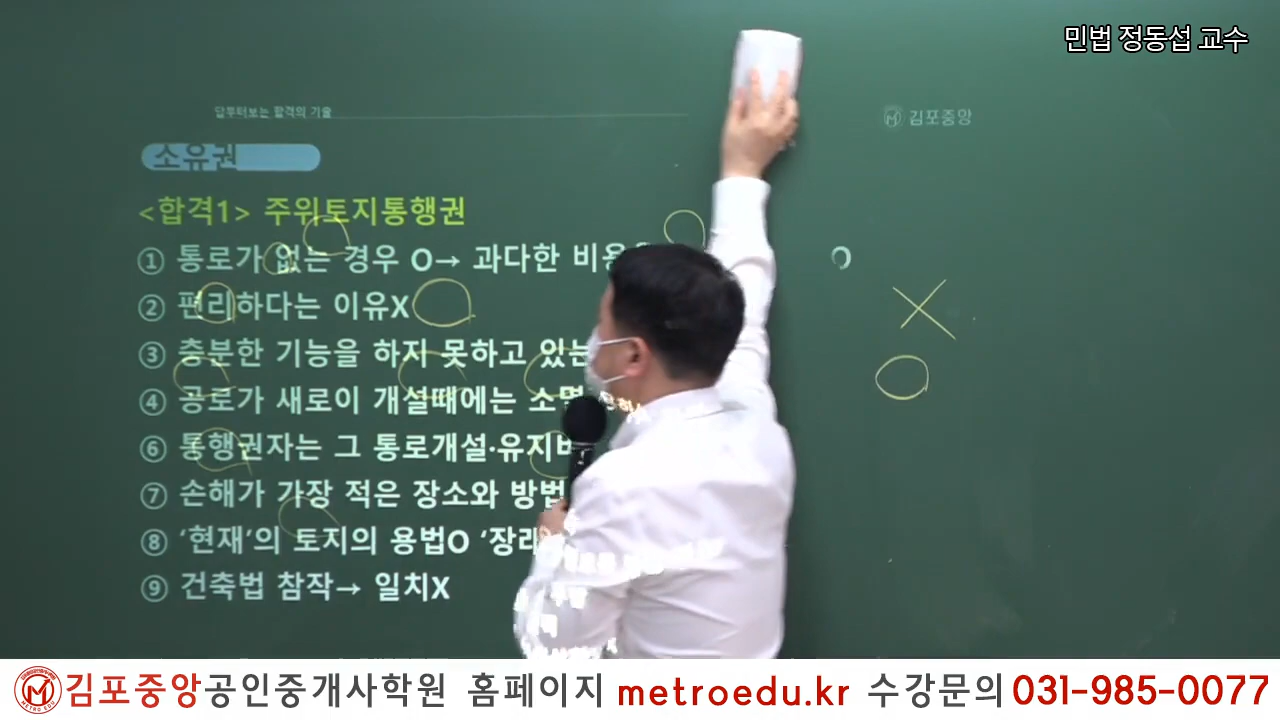 민법 정동섭 교수
답부터보는 합격의 기술
김포중앙
소유권
<합격1> 주위토지통행권
① 통로가 없는 경우 O→ 과다한 비용
② 편리하다는 이유X
③ 충분한 기능을 하지 못하고 있는
④ 공로가 새로이 개설때에는 소멸
⑥ 통행권자는 그 통로개설·유지비
⑦ 손해가 가장 적은 장소와 방법
⑧ ‘현재’의 토지의 용법O ‘장래
⑨ 건축법 참작→ 일치X
김포중앙공인중개사학원 홈페이지 metroedu.kr 수강문의 031-985-0077